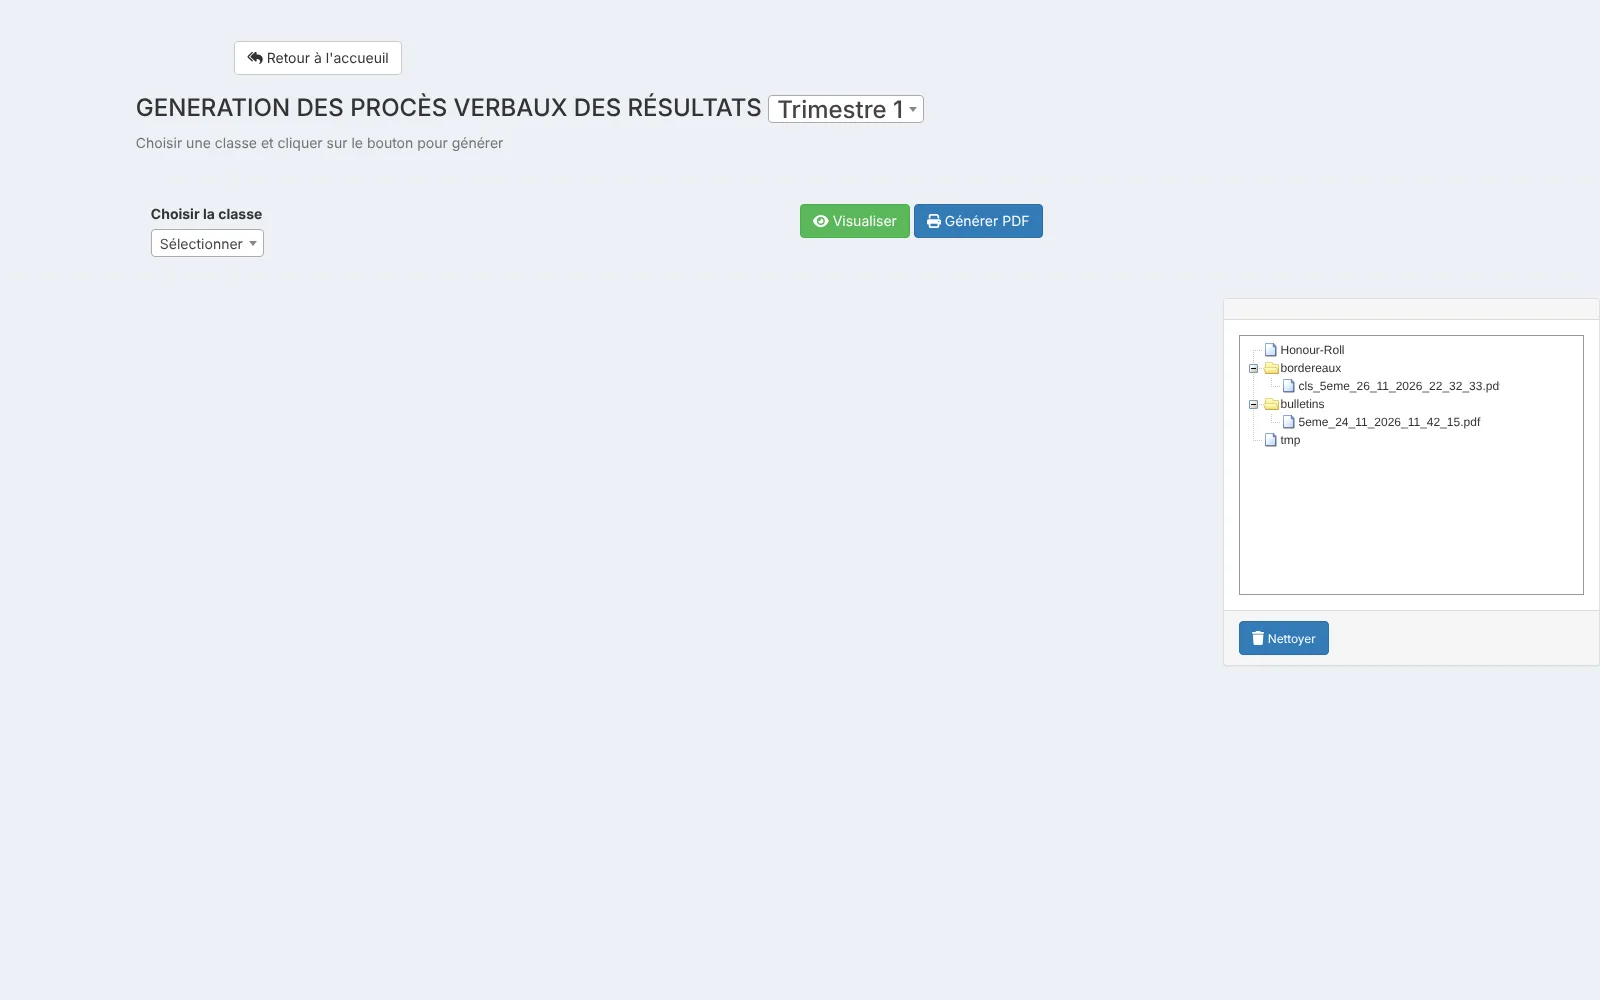 Retour à l'accueuil
GENERATION DES PROCÈS VERBAUX DES RÉSULTATS Trimestre 1
Choisir une classe et cliquer sur le bouton pour générer
Choisir la classe
Sélectionner
Visualiser Générer PDF
Honour-Roll
bordereaux
cls_5eme_26_11_2026_22_32_33.pd
bulletins
5eme_24_11_2026_11_42_15.pdf
tmp
Nettoyer